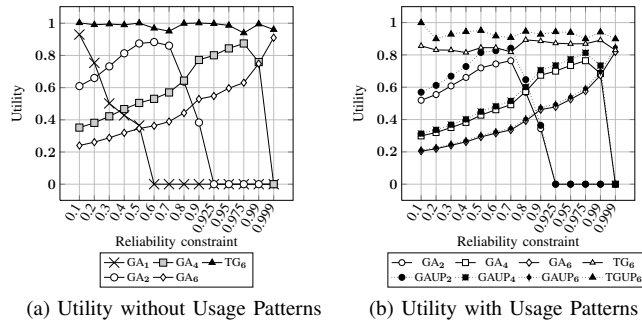 1
0.8
0.6
0.4
0.2
0
Utility
0.1 0.2 0.3 0.4 0.5 0.6 0.7 0.8 0.9 0.925 0.95 0.975 0.99 0.999
Reliability constraint
GA1 GA4 TG6
GA2 GA6
(a) Utility without Usage Patterns
1
0.8
0.6
0.4
0.2
0
Utility
0.1 0.2 0.3 0.4 0.5 0.6 0.7 0.8 0.9 0.925 0.95 0.975 0.99 0.999
Reliability constraint
GA2 GA4 GA6 TG6
GAUP2 GAUP4 GAUP6 TGUP6
(b) Utility with Usage Patterns